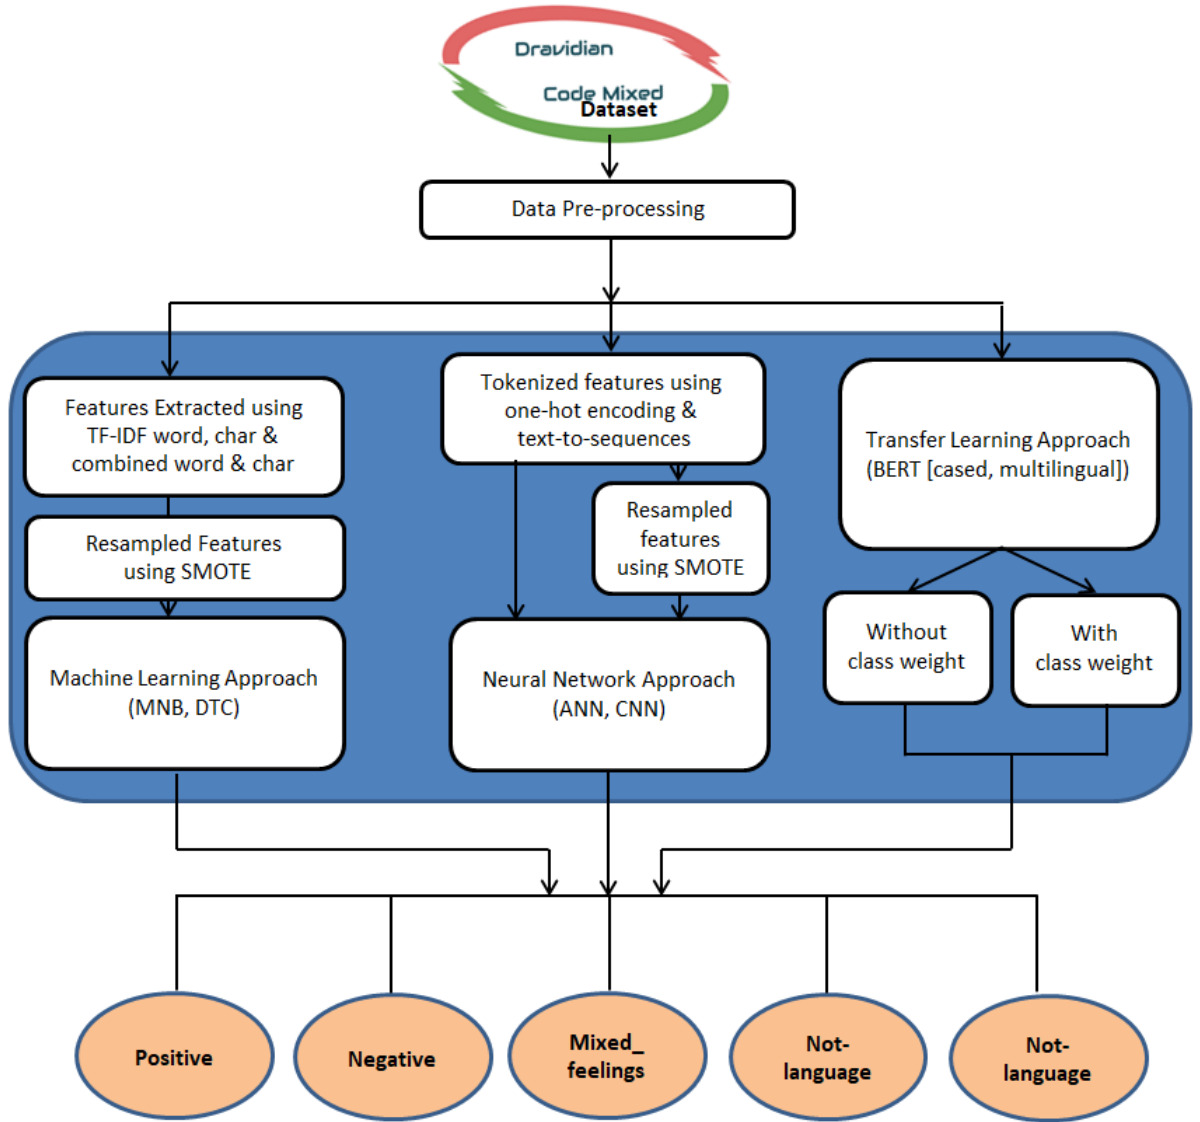 Dravidian
Code Mixed
Dataset
Data Pre-processing
Features Extracted using
TF-IDF word, char &
combined word & char
Resampled Features
using SMOTE
Machine Learning Approach
(MNB, DTC)
Tokenized features using
one-hot encoding &
text-to-sequences
Resampled
features
using SMOTE
Neural Network Approach
(ANN, CNN)
Transfer Learning Approach
(BERT [cased, multilingual])
Without
class weight
With
class weight
Positive
Negative
Mixed_
feelings
Not-
language
Not-
language